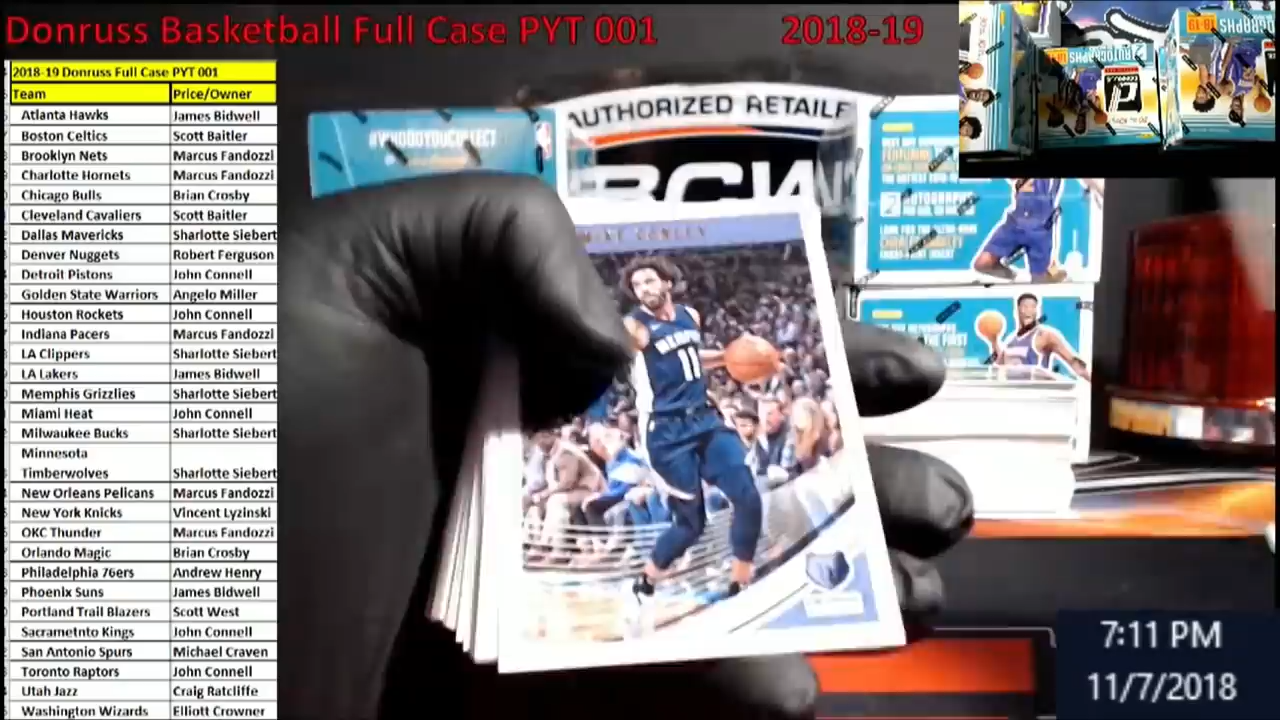 Donruss Basketball Full Case PYT 001 2018-19
2018-19 Donruss Full Case PYT 001
Team Price/Owner
Atlanta Hawks James Bidwell
Boston Celtics Scott Baitler
Brooklyn Nets Marcus Fandozzi
Charlotte Hornets Marcus Fandozzi
Chicago Bulls Brian Crosby
Cleveland Cavaliers Scott Baitler
Dallas Mavericks Sharlotte Siebert
Denver Nuggets Robert Ferguson
Detroit Pistons John Connell
Golden State Warriors Angelo Miller
Houston Rockets John Connell
Indiana Pacers Marcus Fandozzi
LA Clippers Sharlotte Siebert
LA Lakers James Bidwell
Memphis Grizzlies Sharlotte Siebert
Miami Heat John Connell
Milwaukee Bucks Sharlotte Siebert
Minnesota
Timberwolves Sharlotte Siebert
New Orleans Pelicans Marcus Fandozzi
New York Knicks Vincent Lyzinski
OKC Thunder Marcus Fandozzi
Orlando Magic Brian Crosby
Philadelphia 76ers Andrew Henry
Phoenix Suns James Bidwell
Portland Trail Blazers Scott West
Sacrametnto Kings John Connell
San Antonio Spurs Michael Craven
Toronto Raptors John Connell
Utah Jazz Craig Ratcliffe
Washington Wizards Elliott Crowner
#WHODOYOUCOLLECT
AUTHORIZED RETAILE
BCW
MIKE CONLEY
MEMPHIS
11
2 AUTOGRAPHS
7:11 PM
11/7/2018